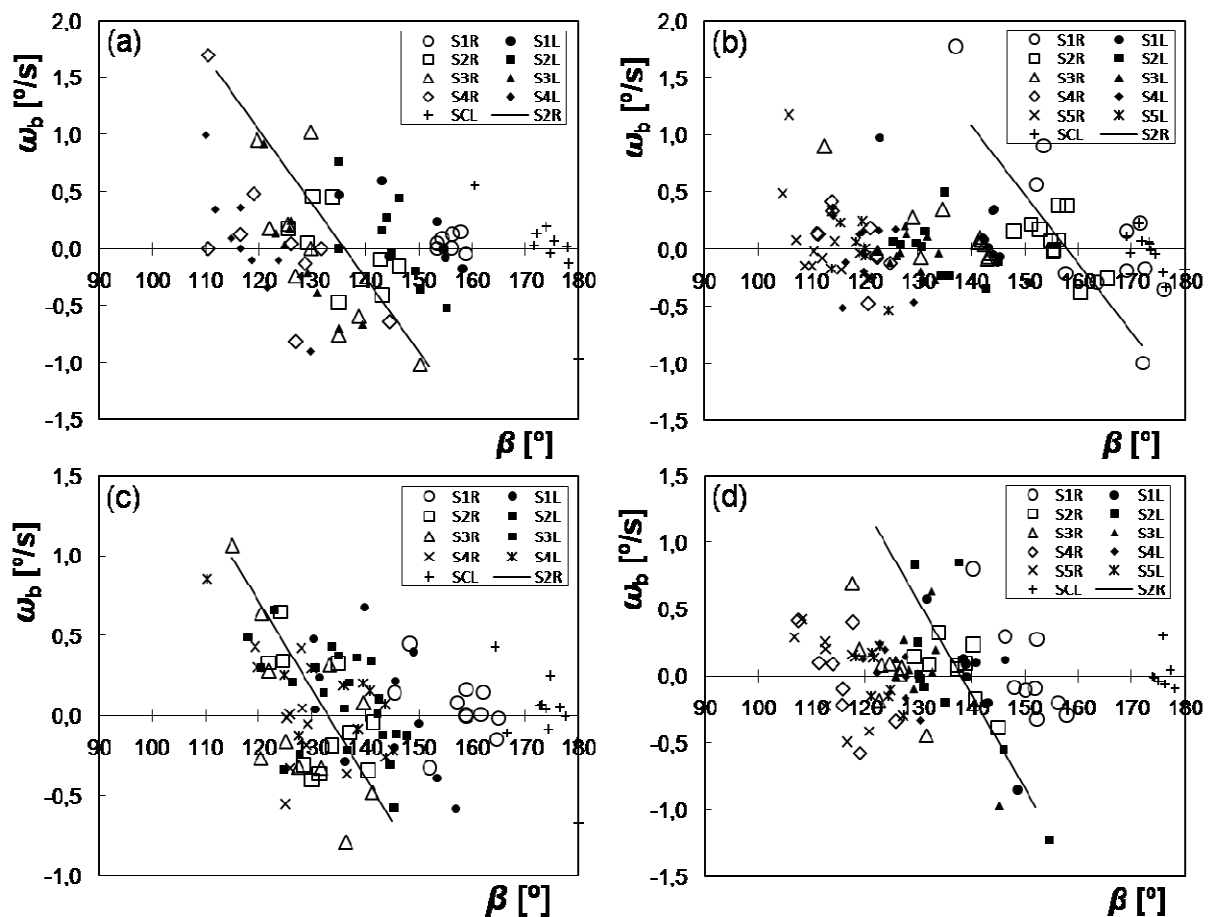 (a)
ω_b [º/s]
2,0
1,5
1,0
0,5
0,0
−0,5
−1,0
−1,5
90 100 110 120 130 140 150 160 170 180
β [º]
S1R S1L
S2R S2L
S3R S3L
S4R S4L
SCL S2R
(b)
ω_b [º/s]
2,0
1,5
1,0
0,5
0,0
−0,5
−1,0
−1,5
90 100 110 120 130 140 150 160 170 180
β [º]
S1R S1L
S2R S2L
S3R S3L
S4R S4L
S5R S5L
SCL S2R
(c)
ω_b [º/s]
1,5
1,0
0,5
0,0
−0,5
−1,0
90 100 110 120 130 140 150 160 170 180
β [º]
S1R S1L
S2R S2L
S3R S3L
S4R S4L
SCL S2R
(d)
ω_b [º/s]
1,5
1,0
0,5
0,0
−0,5
−1,0
−1,5
90 100 110 120 130 140 150 160 170 180
β [º]
S1R S1L
S2R S2L
S3R S3L
S4R S4L
S5R S5L
SCL S2R